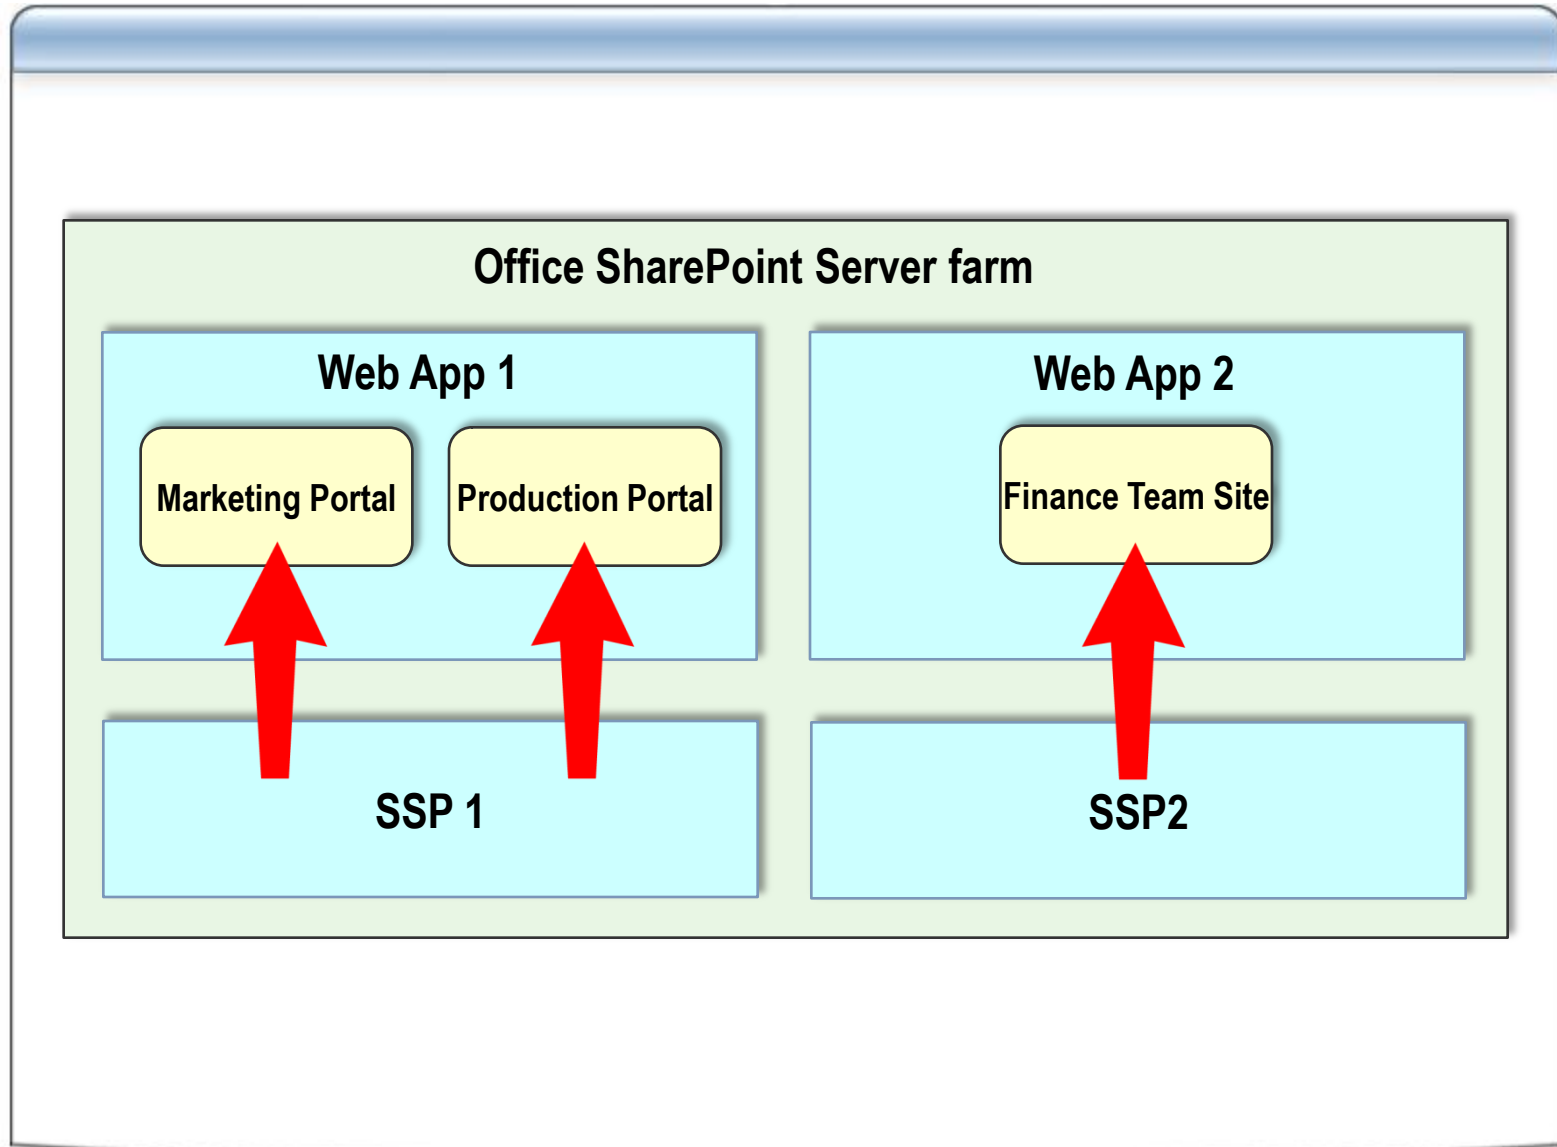 Office SharePoint Server farm
Web App 1
Marketing Portal
Production Portal
Web App 2
Finance Team Site
SSP 1
SSP2